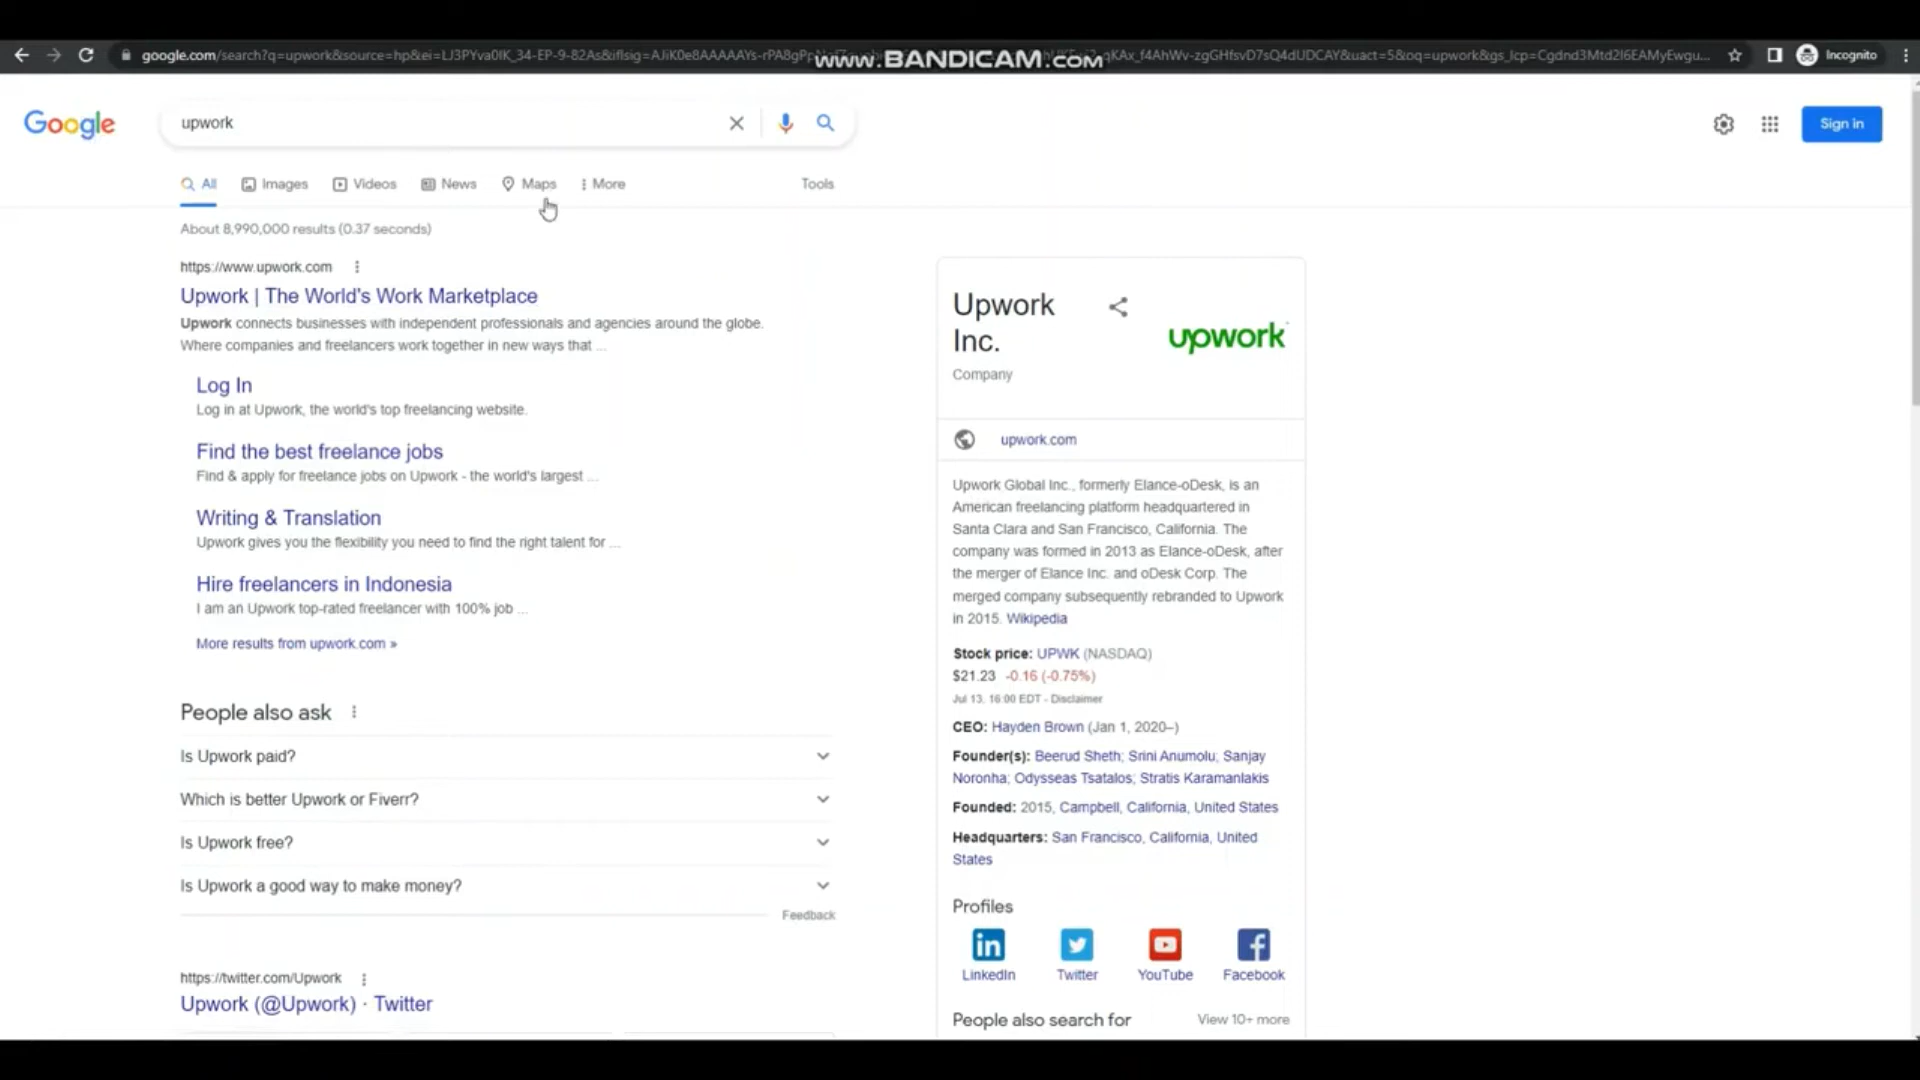 google.com/search?q=upwork&source=hp&ei=
www.BANDICAM.com
Incognito
Google
upwork
Sign in
All
Images
Videos
News
Maps
More
Tools
About 8,990,000 results (0.37 seconds)
https://www.upwork.com
Upwork | The World's Work Marketplace
Upwork connects businesses with independent professionals and agencies around the globe.
Where companies and freelancers work together in new ways that ...
Log In
Log in at Upwork, the world's top freelancing website.
Find the best freelance jobs
Find & apply for freelance jobs on Upwork - the world's largest ...
Writing & Translation
Upwork gives you the flexibility you need to find the right talent for ...
Hire freelancers in Indonesia
I am an Upwork top-rated freelancer with 100% job ...
More results from upwork.com »
People also ask
Is Upwork paid?
Which is better Upwork or Fiverr?
Is Upwork free?
Is Upwork a good way to make money?
Feedback
https://twitter.com/Upwork
Upwork (@Upwork) · Twitter
Upwork
Inc.
Company
upwork
upwork.com
Upwork Global Inc., formerly Elance-oDesk, is an
American freelancing platform headquartered in
Santa Clara and San Francisco, California. The
company was formed in 2013 as Elance-oDesk, after
the merger of Elance Inc. and oDesk Corp. The
merged company subsequently rebranded to Upwork
in 2015. Wikipedia
Stock price: UPWK (NASDAQ)
$21.23 -0.16 (-0.75%)
Jul 13, 16:00 EDT - Disclaimer
CEO: Hayden Brown (Jan 1, 2020–)
Founder(s): Beerud Sheth; Srini Anumolu; Sanjay
Noronha; Odysseas Tsatalos; Stratis Karamanlakis
Founded: 2015, Campbell, California, United States
Headquarters: San Francisco, California, United
States
Profiles
LinkedIn
Twitter
YouTube
Facebook
People also search for
View 10+ more